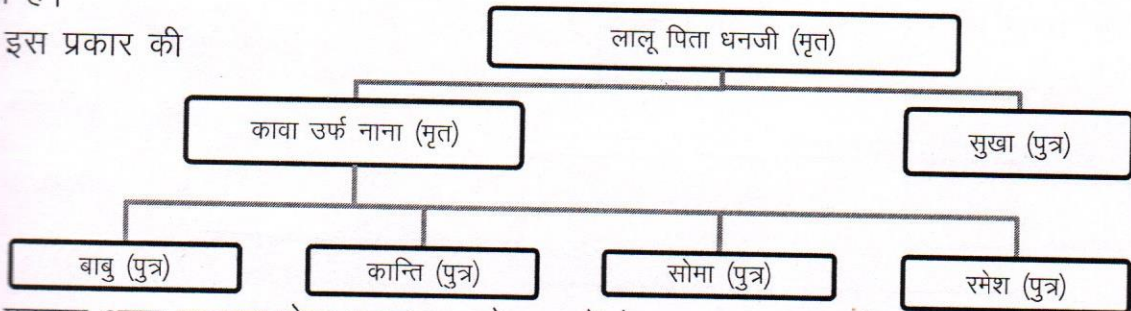 इस प्रकार की
लालू पिता धनजी (मृत)
कावा उर्फ नाना (मृत)
सुखा (पुत्र)
बाबु (पुत्र)
कान्ति (पुत्र)
सोमा (पुत्र)
रमेश (पुत्र)